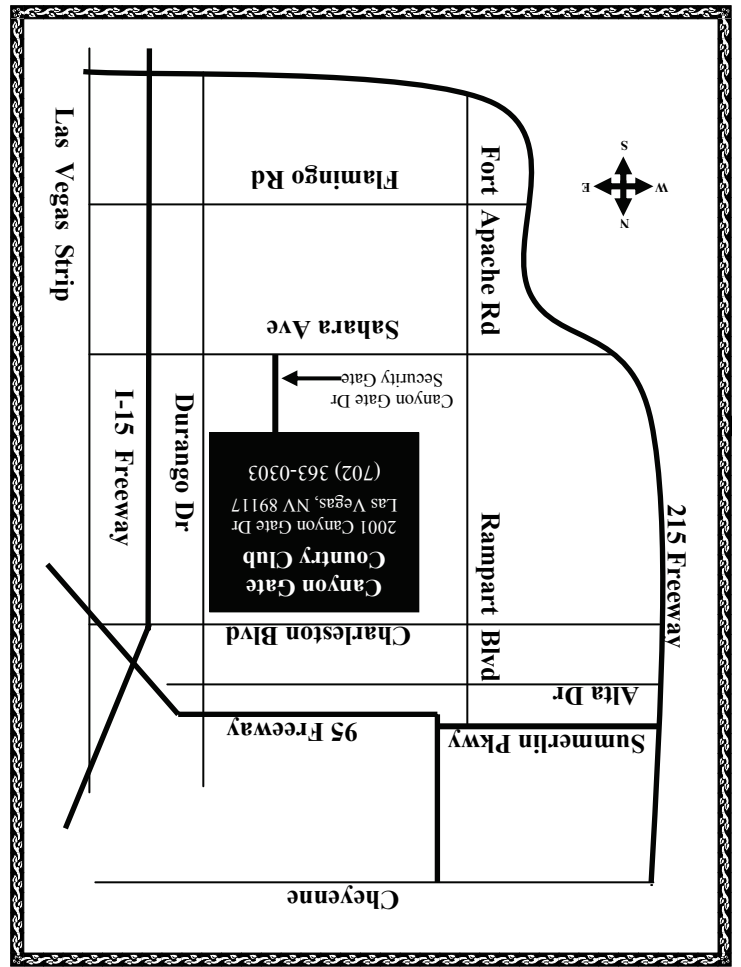 Cheyenne
Summerlin Pkwy
95 Freeway
Alta Dr
Charleston Blvd
Canyon Gate
Country Club
2001 Canyon Gate Dr
Las Vegas, NV 89117
(702) 363-0303
Canyon Gate Dr
Security Gate
Sahara Ave
Flamingo Rd
215 Freeway
Rampart Blvd
Fort Apache Rd
Durango Dr
I-15 Freeway
Las Vegas Strip
N
W
E
S